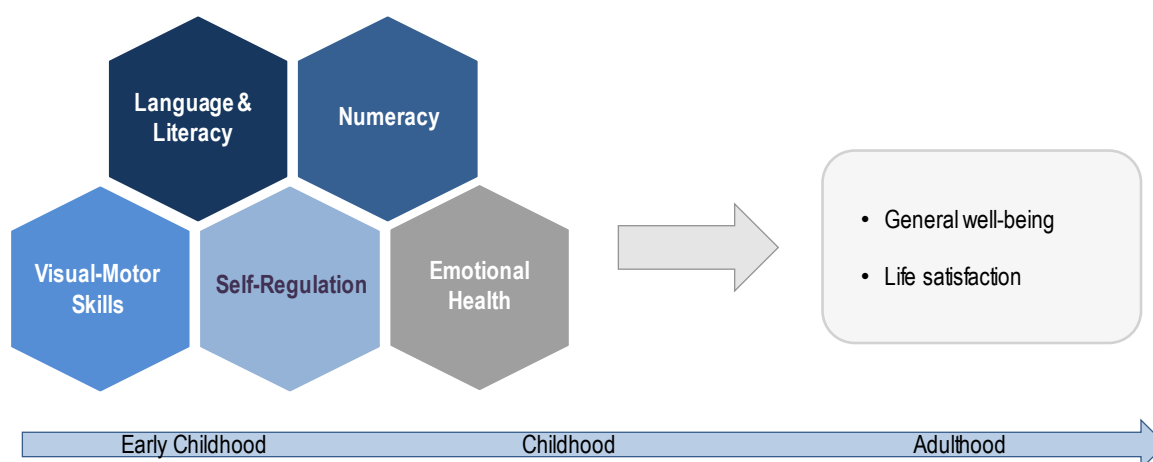 Language &
Literacy
Numeracy
Visual-Motor
Skills
Self-Regulation
Emotional
Health
• General well-being
• Life satisfaction
Early Childhood
Childhood
Adulthood